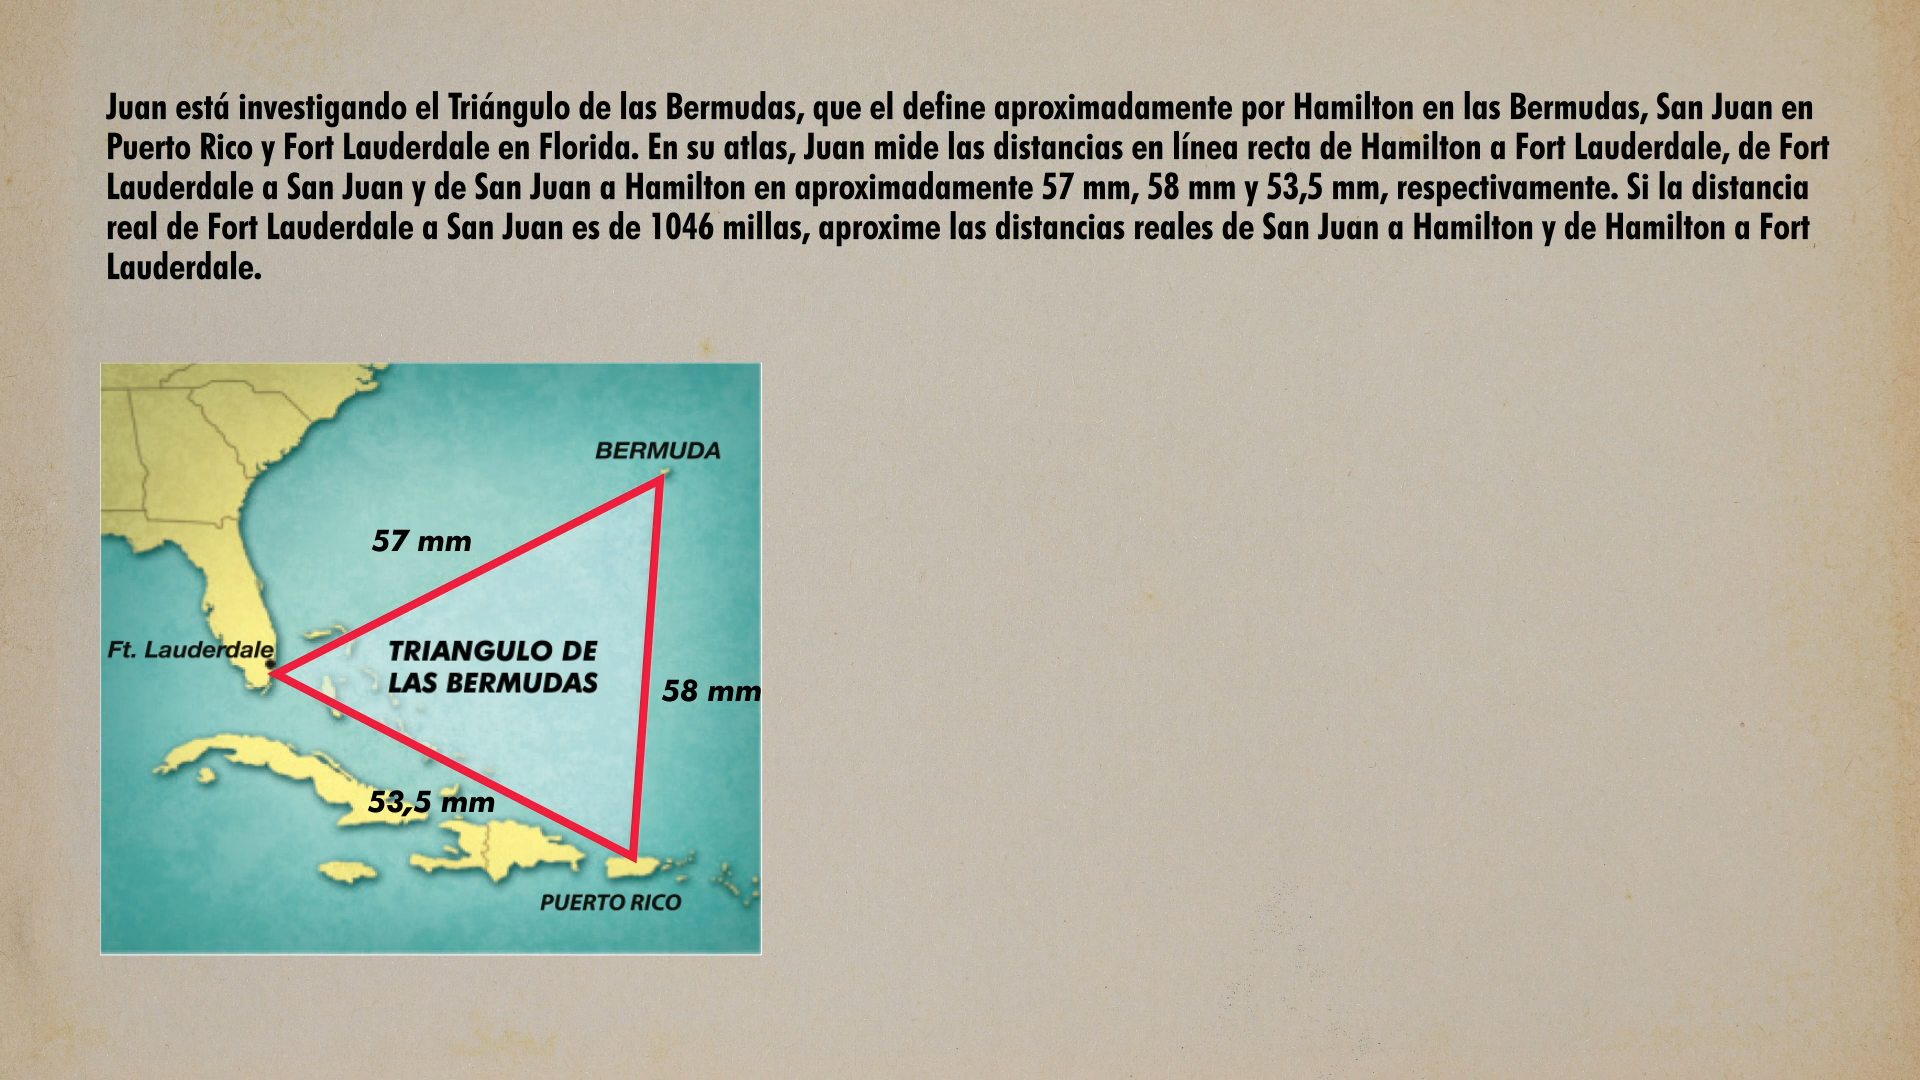 Juan está investigando el Triángulo de las Bermudas, que el define aproximadamente por Hamilton en las Bermudas, San Juan en
Puerto Rico y Fort Lauderdale en Florida. En su atlas, Juan mide las distancias en línea recta de Hamilton a Fort Lauderdale, de Fort
Lauderdale a San Juan y de San Juan a Hamilton en aproximadamente 57 mm, 58 mm y 53,5 mm, respectivamente. Si la distancia
real de Fort Lauderdale a San Juan es de 1046 millas, aproxime las distancias reales de San Juan a Hamilton y de Hamilton a Fort
Lauderdale.
BERMUDA
57 mm
Ft. Lauderdale
TRIANGULO DE
LAS BERMUDAS
58 mm
53,5 mm
PUERTO RICO